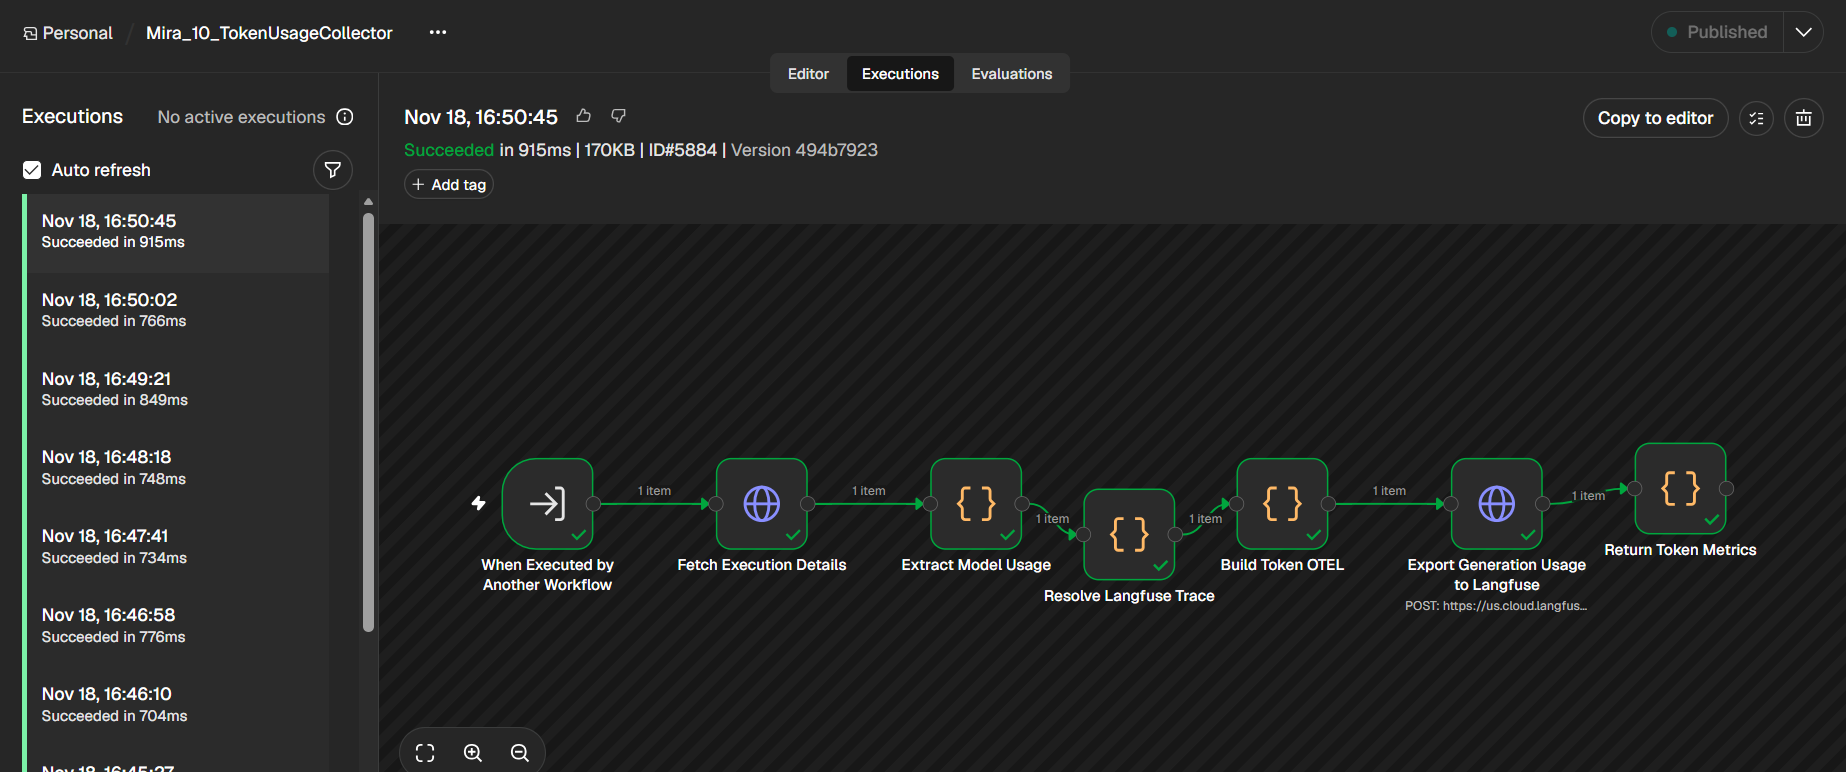 Personal / Mira_10_TokenUsageCollector ...
Published
Editor Executions Evaluations
Executions No active executions
Auto refresh
Nov 18, 16:50:45
Succeeded in 915ms
Nov 18, 16:50:02
Succeeded in 766ms
Nov 18, 16:49:21
Succeeded in 849ms
Nov 18, 16:48:18
Succeeded in 748ms
Nov 18, 16:47:41
Succeeded in 734ms
Nov 18, 16:46:58
Succeeded in 776ms
Nov 18, 16:46:10
Succeeded in 704ms
Nov 18, 16:45:27
Nov 18, 16:50:45
Succeeded in 915ms | 170KB | ID#5884 | Version 494b7923
+ Add tag
Copy to editor
1 item
1 item
1 item
1 item
1 item
1 item
When Executed by
Another Workflow
Fetch Execution Details
Extract Model Usage
Resolve Langfuse Trace
Build Token OTEL
Export Generation Usage
to Langfuse
POST: https://us.cloud.langfus...
Return Token Metrics